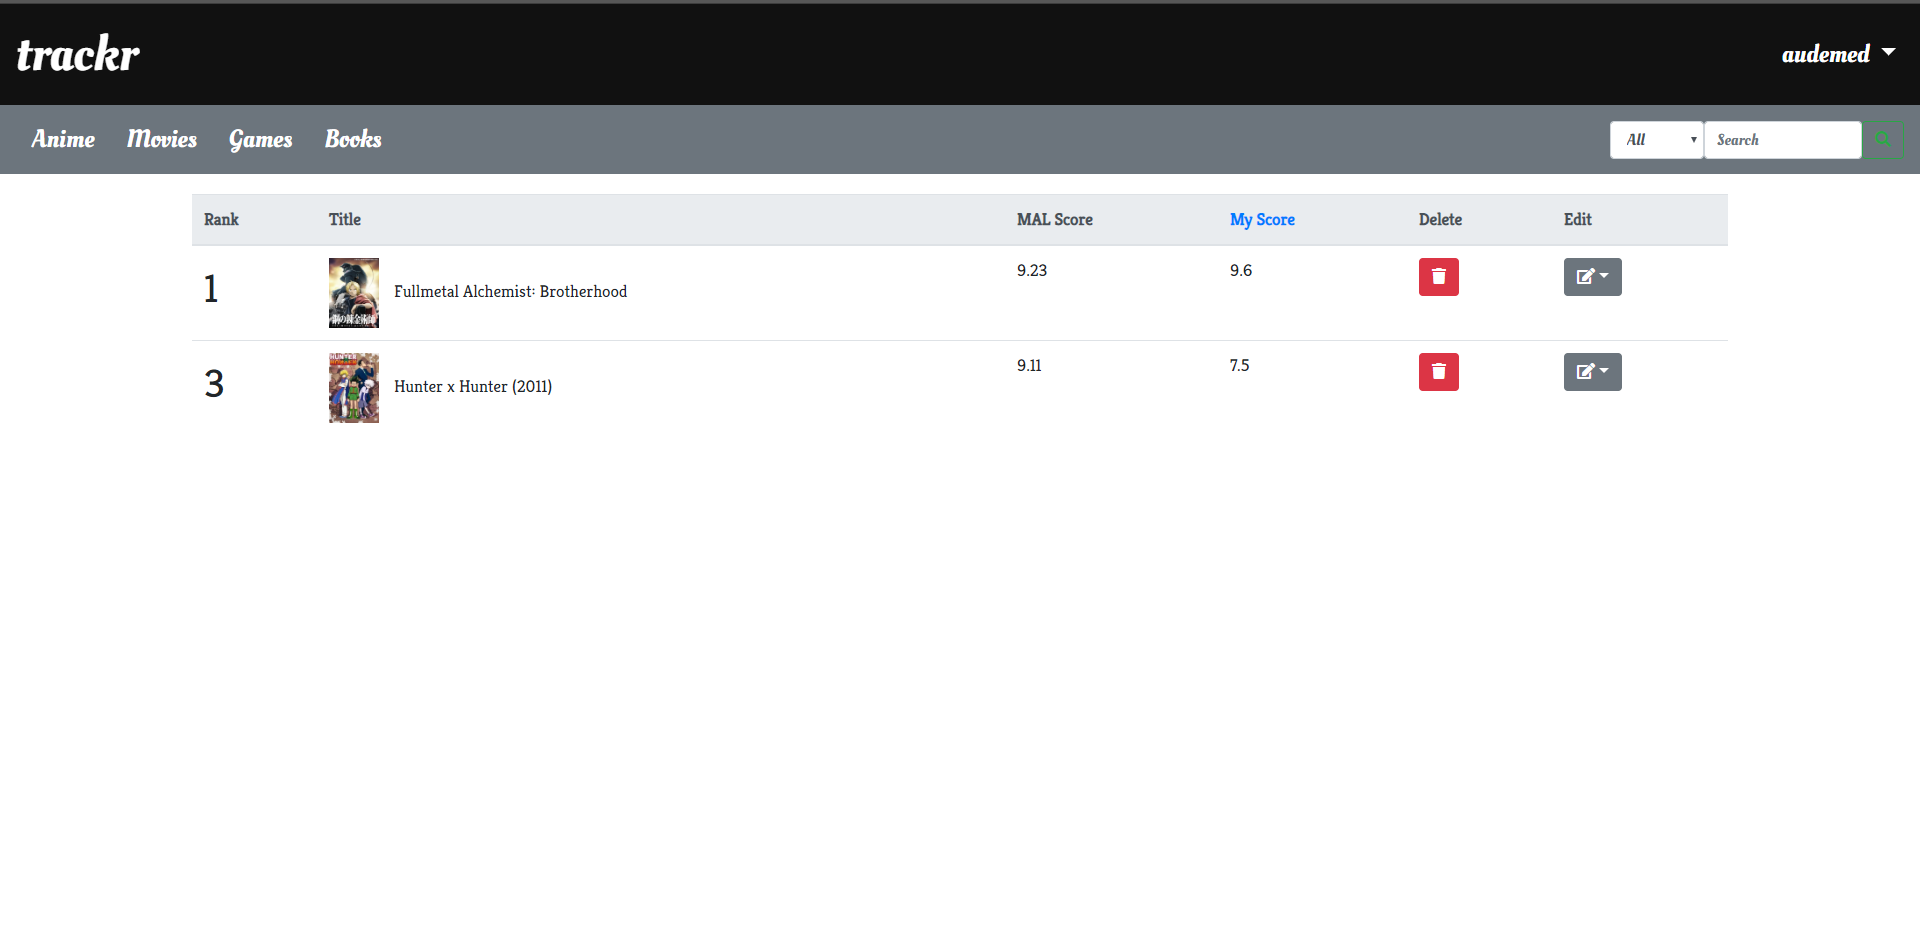 trackr
audemed
Anime Movies Games Books
All Search
Rank Title MAL Score My Score Delete Edit
1 Fullmetal Alchemist: Brotherhood 9.23 9.6
3 Hunter x Hunter (2011) 9.11 7.5